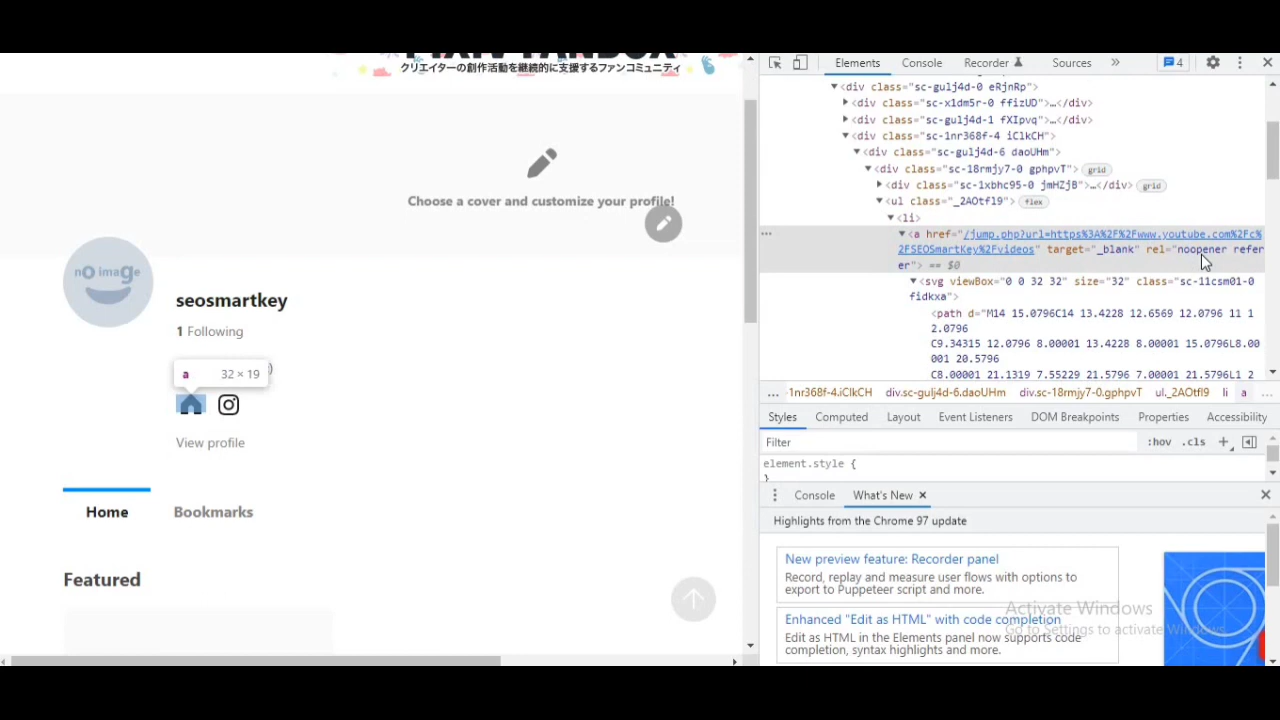 クリエイターの創作活動を継続的に支援するファンコミュニティ
Choose a cover and customize your profile!
no image
seosmartkey
1 Following
a 32 × 19
View profile
Home Bookmarks
Featured
Elements Console Recorder Sources » 4
▼<div class="sc-gulj4d-0 eRjnRp">
▶<div class="sc-x1dm5r-0 ffizUD">…</div>
▶<div class="sc-gulj4d-1 fXIpvq">…</div>
▼<div class="sc-1nr368f-4 iClkCH">
▼<div class="sc-gulj4d-6 daoUHm">
▼<div class="sc-18rmjy7-0 gphpvT"> grid
▶<div class="sc-1xbhc95-0 jmHZjB">…</div> grid
▼<ul class="_2AOtfl9"> flex
▼<li>
… ▼<a href="/jump.php?url=https%3A%2F%2Fwww.youtube.com%2Fc%
2FSEOSmartKey%2Fvideos" target="_blank" rel="noopener refer
er"> == $0
▼<svg viewBox="0 0 32 32" size="32" class="sc-11csm01-0
fidkxa">
<path d="M14 15.0796C14 13.4228 12.6569 12.0796 11 1
2.0796
C9.34315 12.0796 8.00001 13.4228 8.00001 15.0796L8.00
001 20.5796
C8.00001 21.1319 7.55229 21.5796 7.00001 21.5796L1 2
… -1nr368f-4.iClkCH div.sc-gulj4d-6.daoUHm div.sc-18rmjy7-0.gphpvT ul._2AOtfl9 li a …
Styles Computed Layout Event Listeners DOM Breakpoints Properties Accessibility
Filter :hov .cls +
element.style {
}
Console What's New ×
Highlights from the Chrome 97 update
New preview feature: Recorder panel
Record, replay and measure user flows with options to
export to Puppeteer script and more.
Enhanced "Edit as HTML" with code completion
Edit as HTML in the Elements panel now supports code
completion, syntax highlights and more.
Activate Windows
Go to Settings to activate Windows.